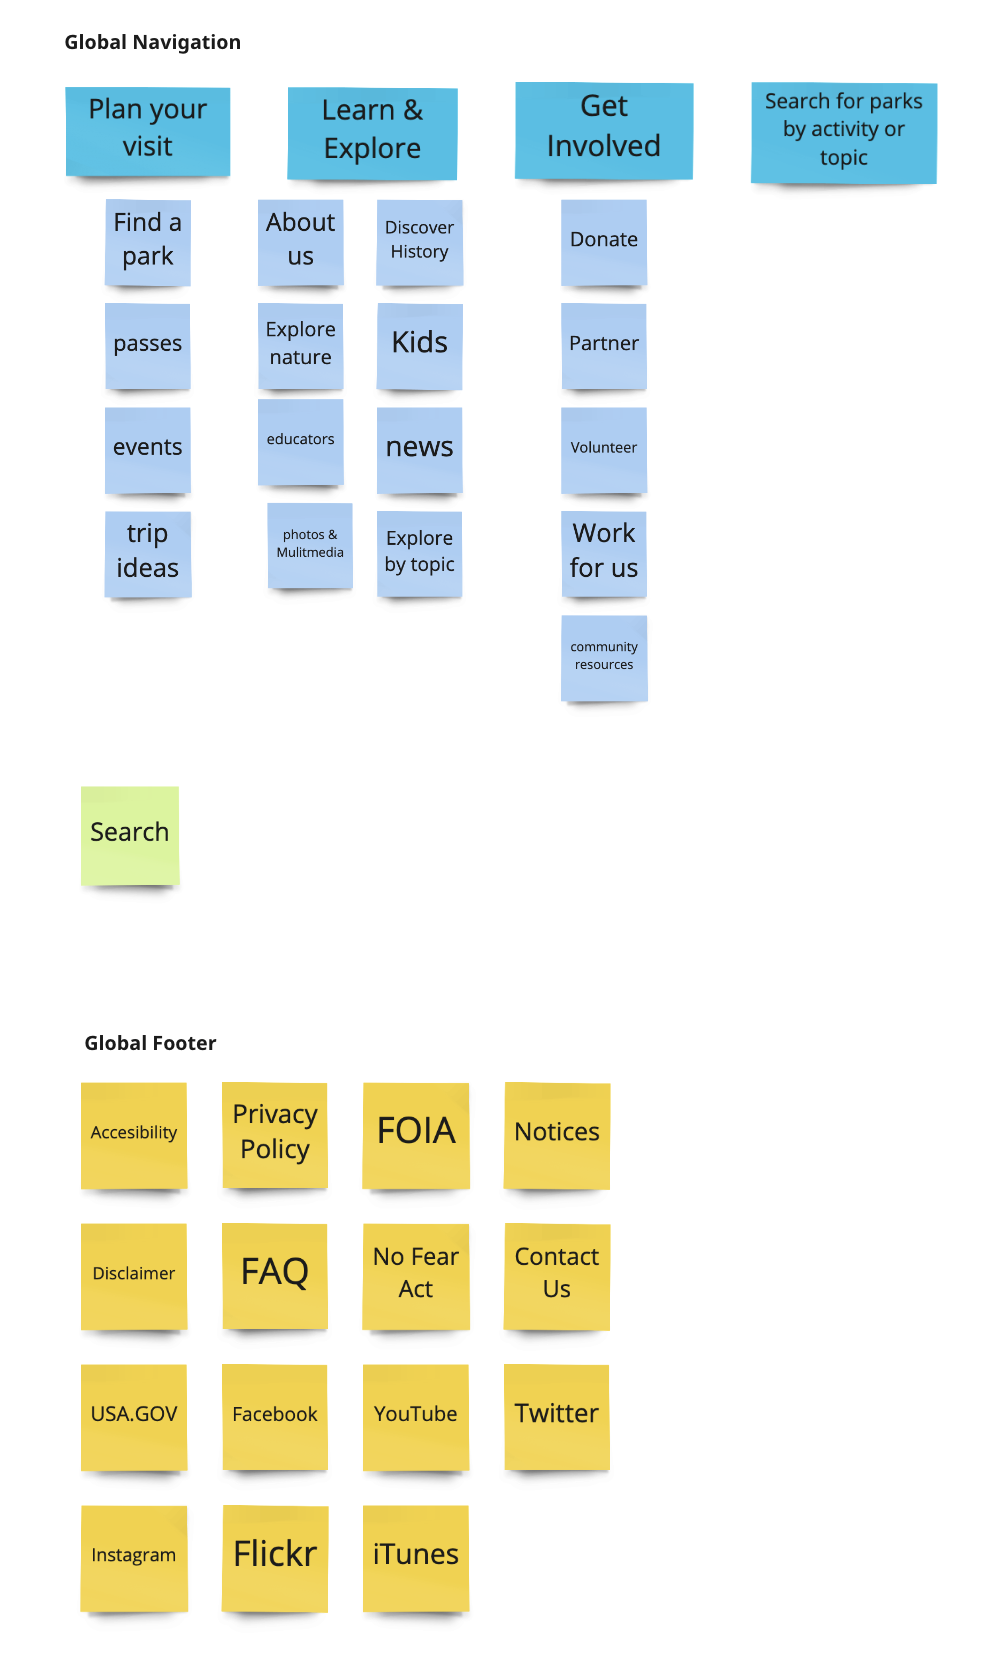 Global Navigation
Plan your
visit
Learn &
Explore
Get
Involved
Search for parks
by activity or
topic
Find a
park
About
us
Discover
History
Donate
passes
Explore
nature
Kids
Partner
events
educators
news
Volunteer
trip
ideas
photos &
Mulitmedia
Explore
by topic
Work
for us
community
resources
Search
Global Footer
Accesibility
Privacy
Policy
FOIA
Notices
Disclaimer
FAQ
No Fear
Act
Contact
Us
USA.GOV
Facebook
YouTube
Twitter
Instagram
Flickr
iTunes